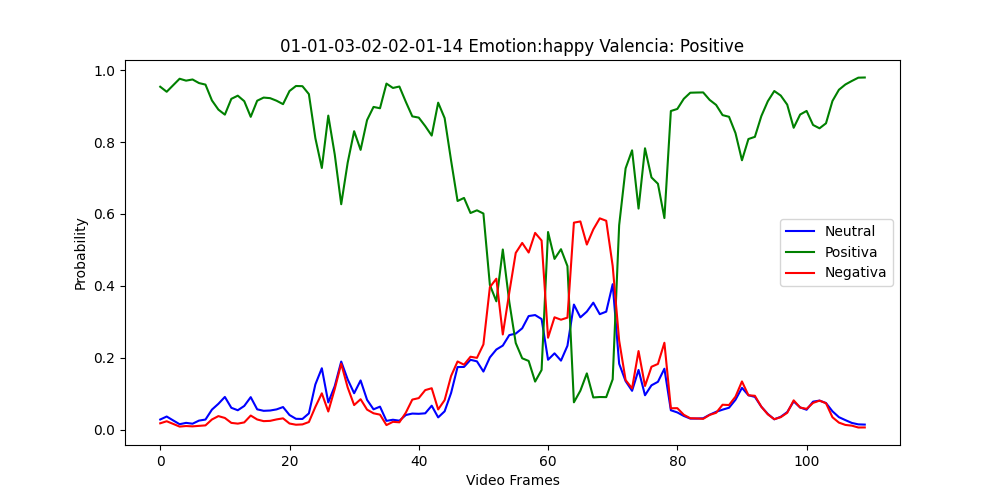 01-01-03-02-02-01-14 Emotion:happy Valencia: Positive
1.0
0.8
0.6
0.4
0.2
0.0
Probability
Neutral
Positiva
Negativa
0 20 40 60 80 100
Video Frames